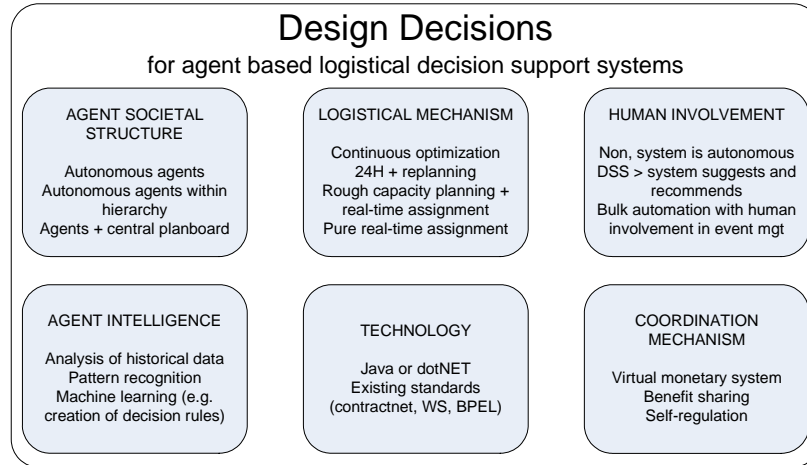 Design Decisions
for agent based logistical decision support systems
AGENT SOCIETAL
STRUCTURE
Autonomous agents
Autonomous agents within
hierarchy
Agents + central planboard
LOGISTICAL MECHANISM
Continuous optimization
24H + replanning
Rough capacity planning +
real-time assignment
Pure real-time assignment
HUMAN INVOLVEMENT
Non, system is autonomous
DSS > system suggests and
recommends
Bulk automation with human
involvement in event mgt
AGENT INTELLIGENCE
Analysis of historical data
Pattern recognition
Machine learning (e.g.
creation of decision rules)
TECHNOLOGY
Java or dotNET
Existing standards
(contractnet, WS, BPEL)
COORDINATION
MECHANISM
Virtual monetary system
Benefit sharing
Self-regulation